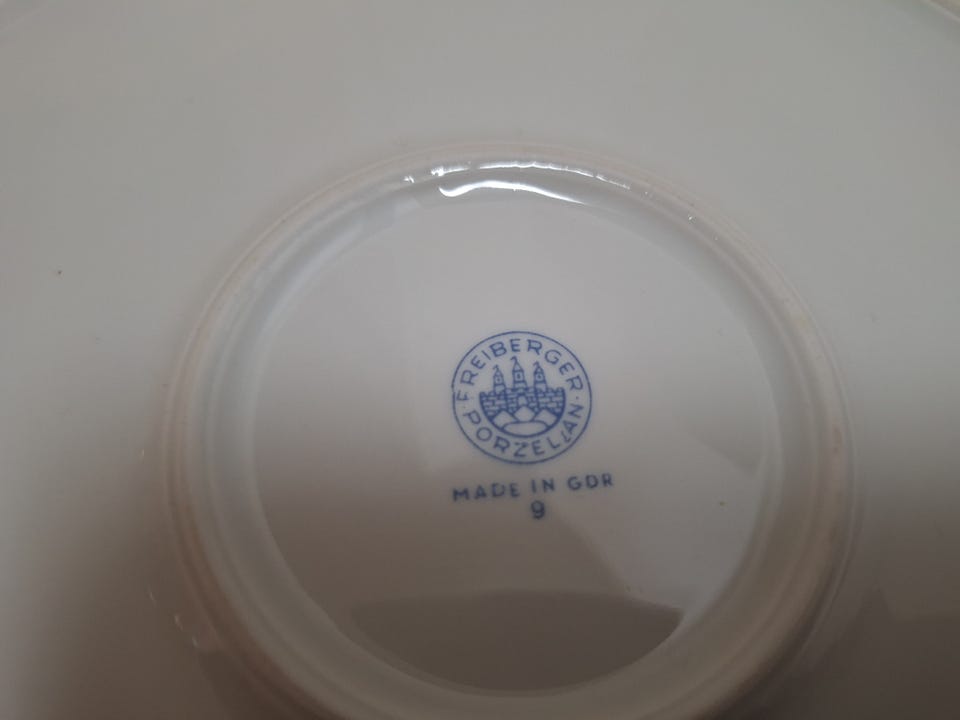 FREIBERGER
PORZELLAN
MADE IN GDR
9